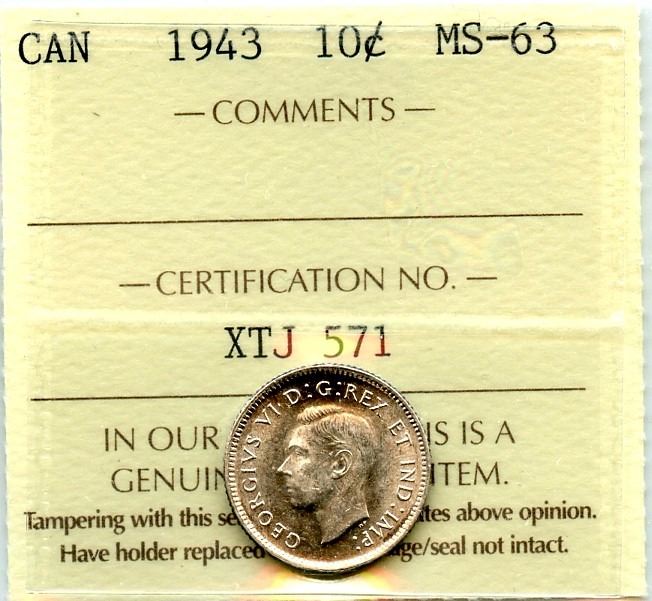 CAN 1943 10¢ MS-63
— COMMENTS —
— CERTIFICATION NO. —
XTJ 571
GEORGIVS VI D:G:REX ET IND:IMP:
IN OUR IS IS A
GENUIN ITEM.
Tampering with this se tes above opinion.
Have holder replaced ge/seal not intact.